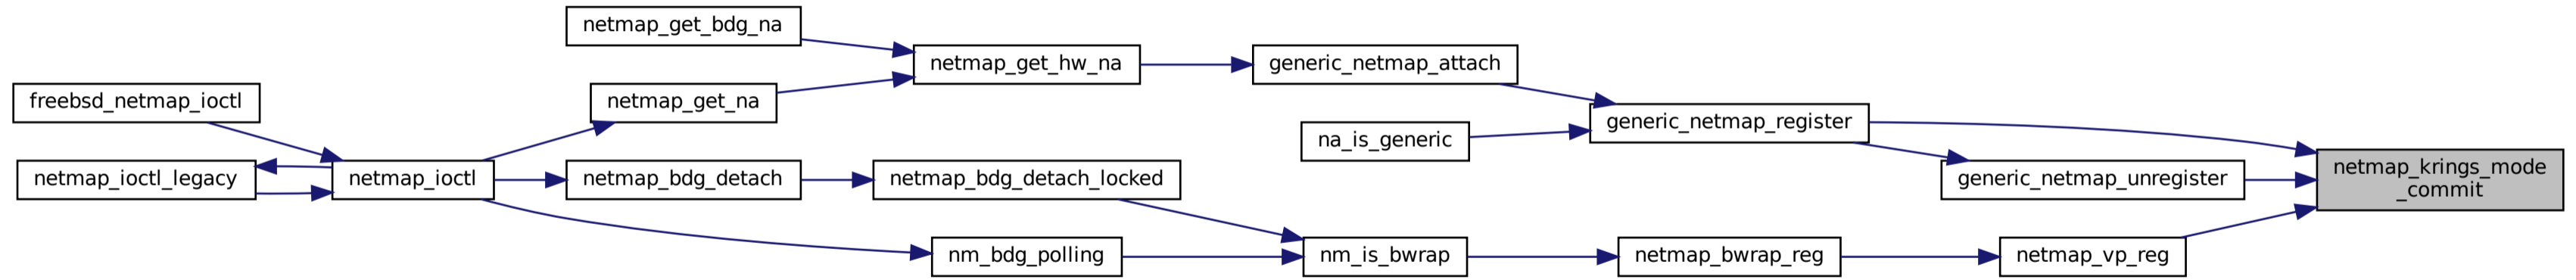 netmap_get_bdg_na
netmap_get_hw_na
generic_netmap_attach
freebsd_netmap_ioctl
netmap_get_na
generic_netmap_register
na_is_generic
netmap_krings_mode
_commit
netmap_ioctl_legacy
netmap_ioctl
netmap_bdg_detach
netmap_bdg_detach_locked
generic_netmap_unregister
nm_bdg_polling
nm_is_bwrap
netmap_bwrap_reg
netmap_vp_reg